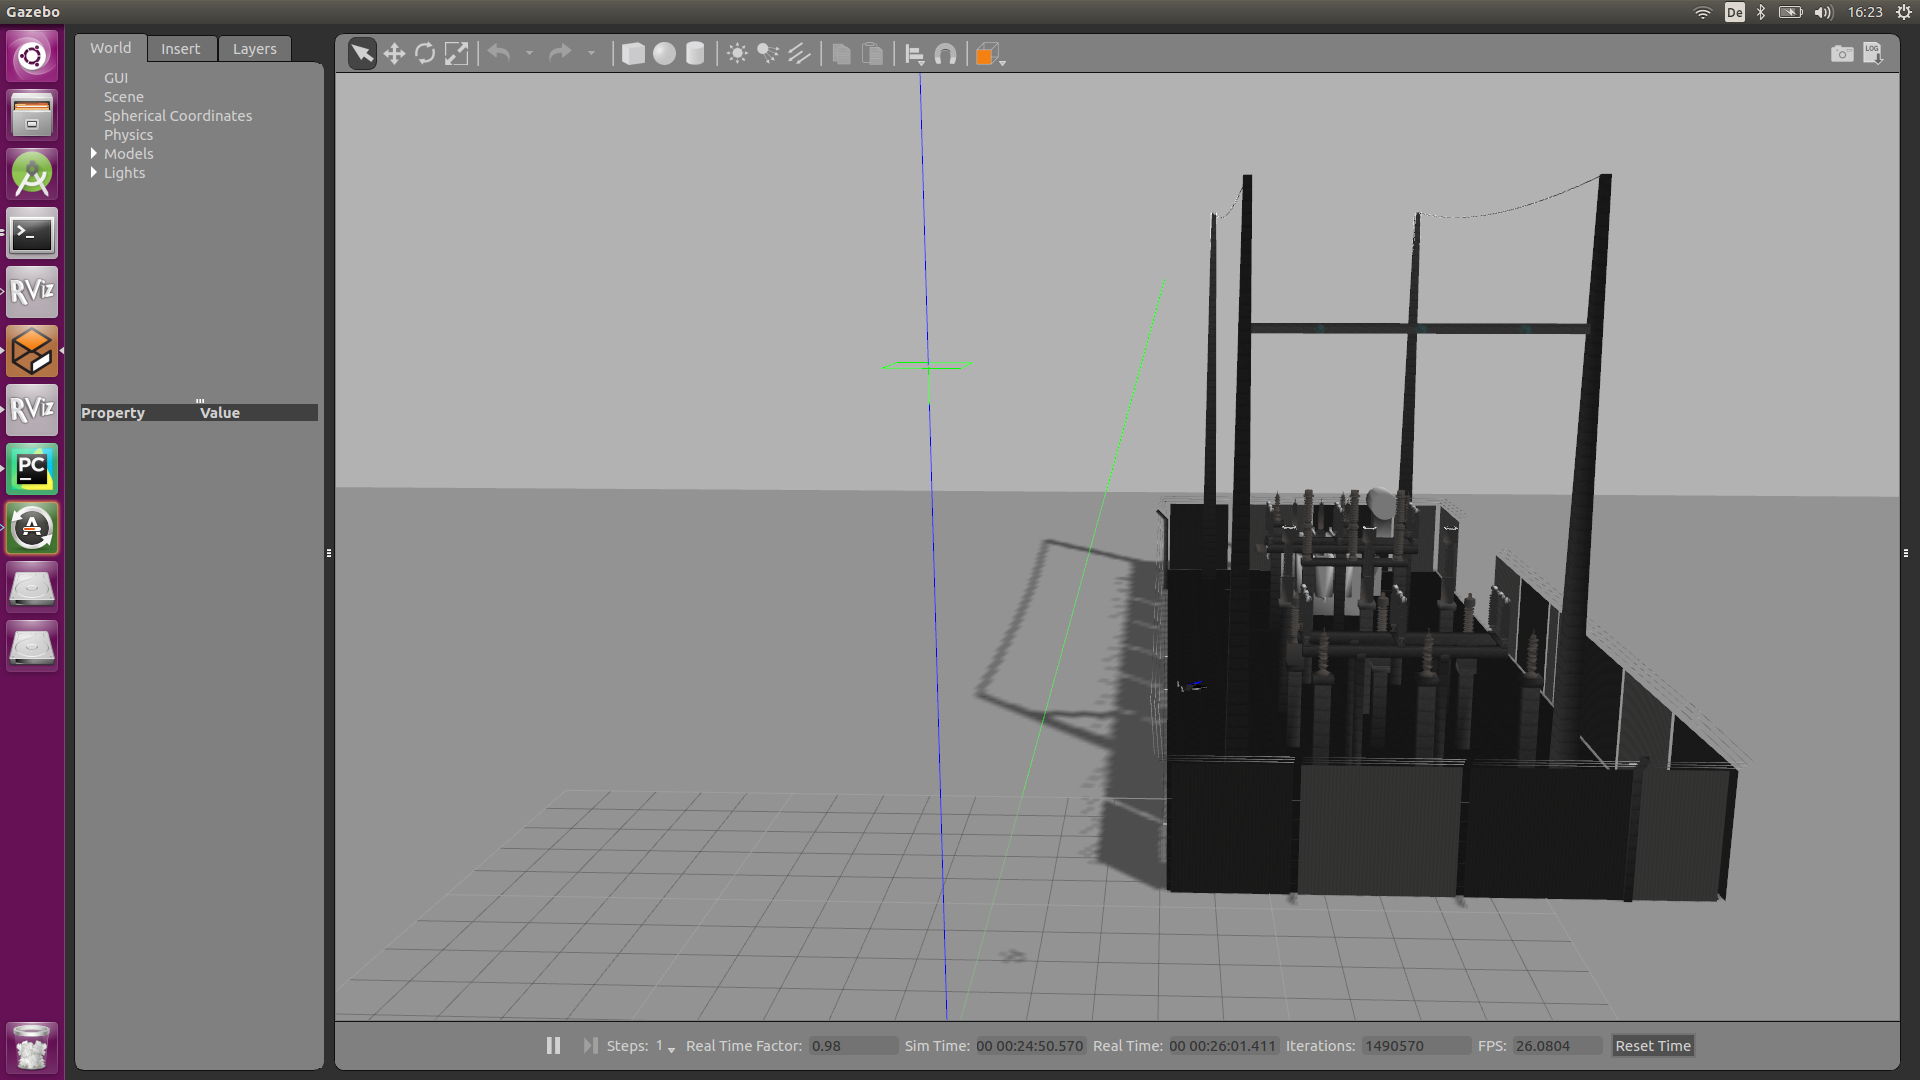 Gazebo
De
16:23
World Insert Layers
LOG
GUI
Scene
Spherical Coordinates
Physics
Models
Lights
>_
RViz
RViz
Property Value
PC
A
Steps: 1 Real Time Factor: 0.98 Sim Time: 00 00:24:50.570 Real Time: 00 00:26:01.411 Iterations: 1490570 FPS: 26.0804 Reset Time